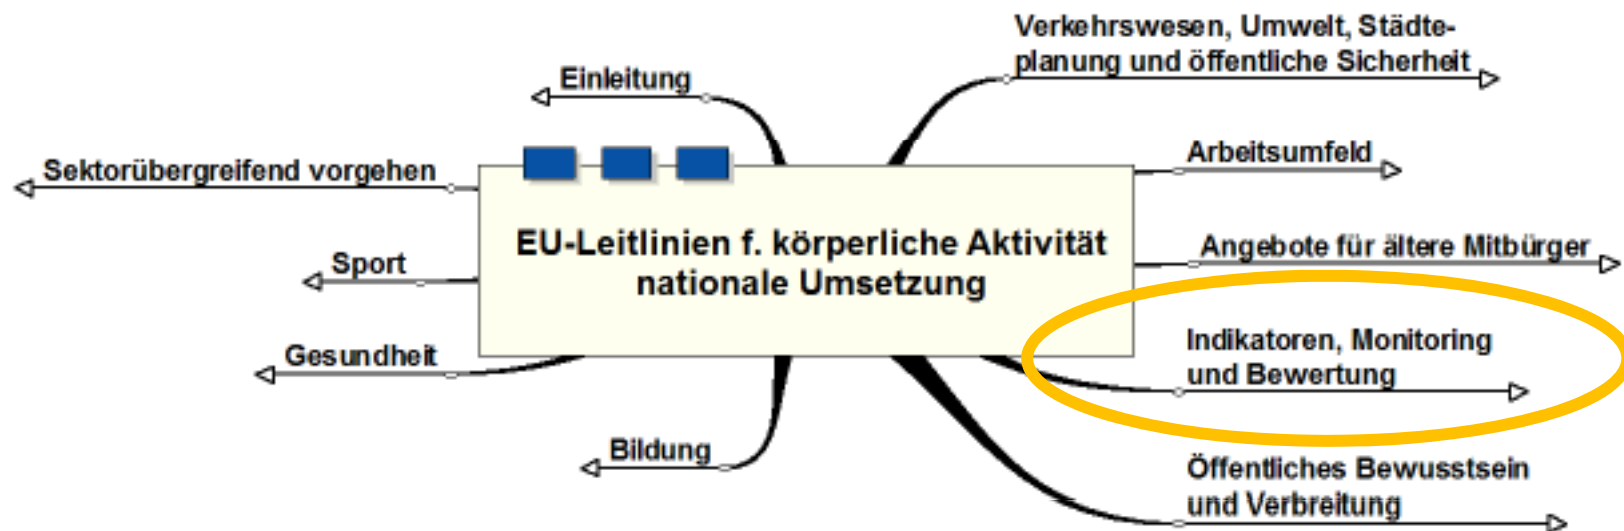 Einleitung
Sektorübergreifend vorgehen
Sport
Gesundheit
Bildung
EU-Leitlinien f. körperliche Aktivität
nationale Umsetzung
Verkehrswesen, Umwelt, Städte-
planung und öffentliche Sicherheit
Arbeitsumfeld
Angebote für ältere Mitbürger
Indikatoren, Monitoring
und Bewertung
Öffentliches Bewusstsein
und Verbreitung